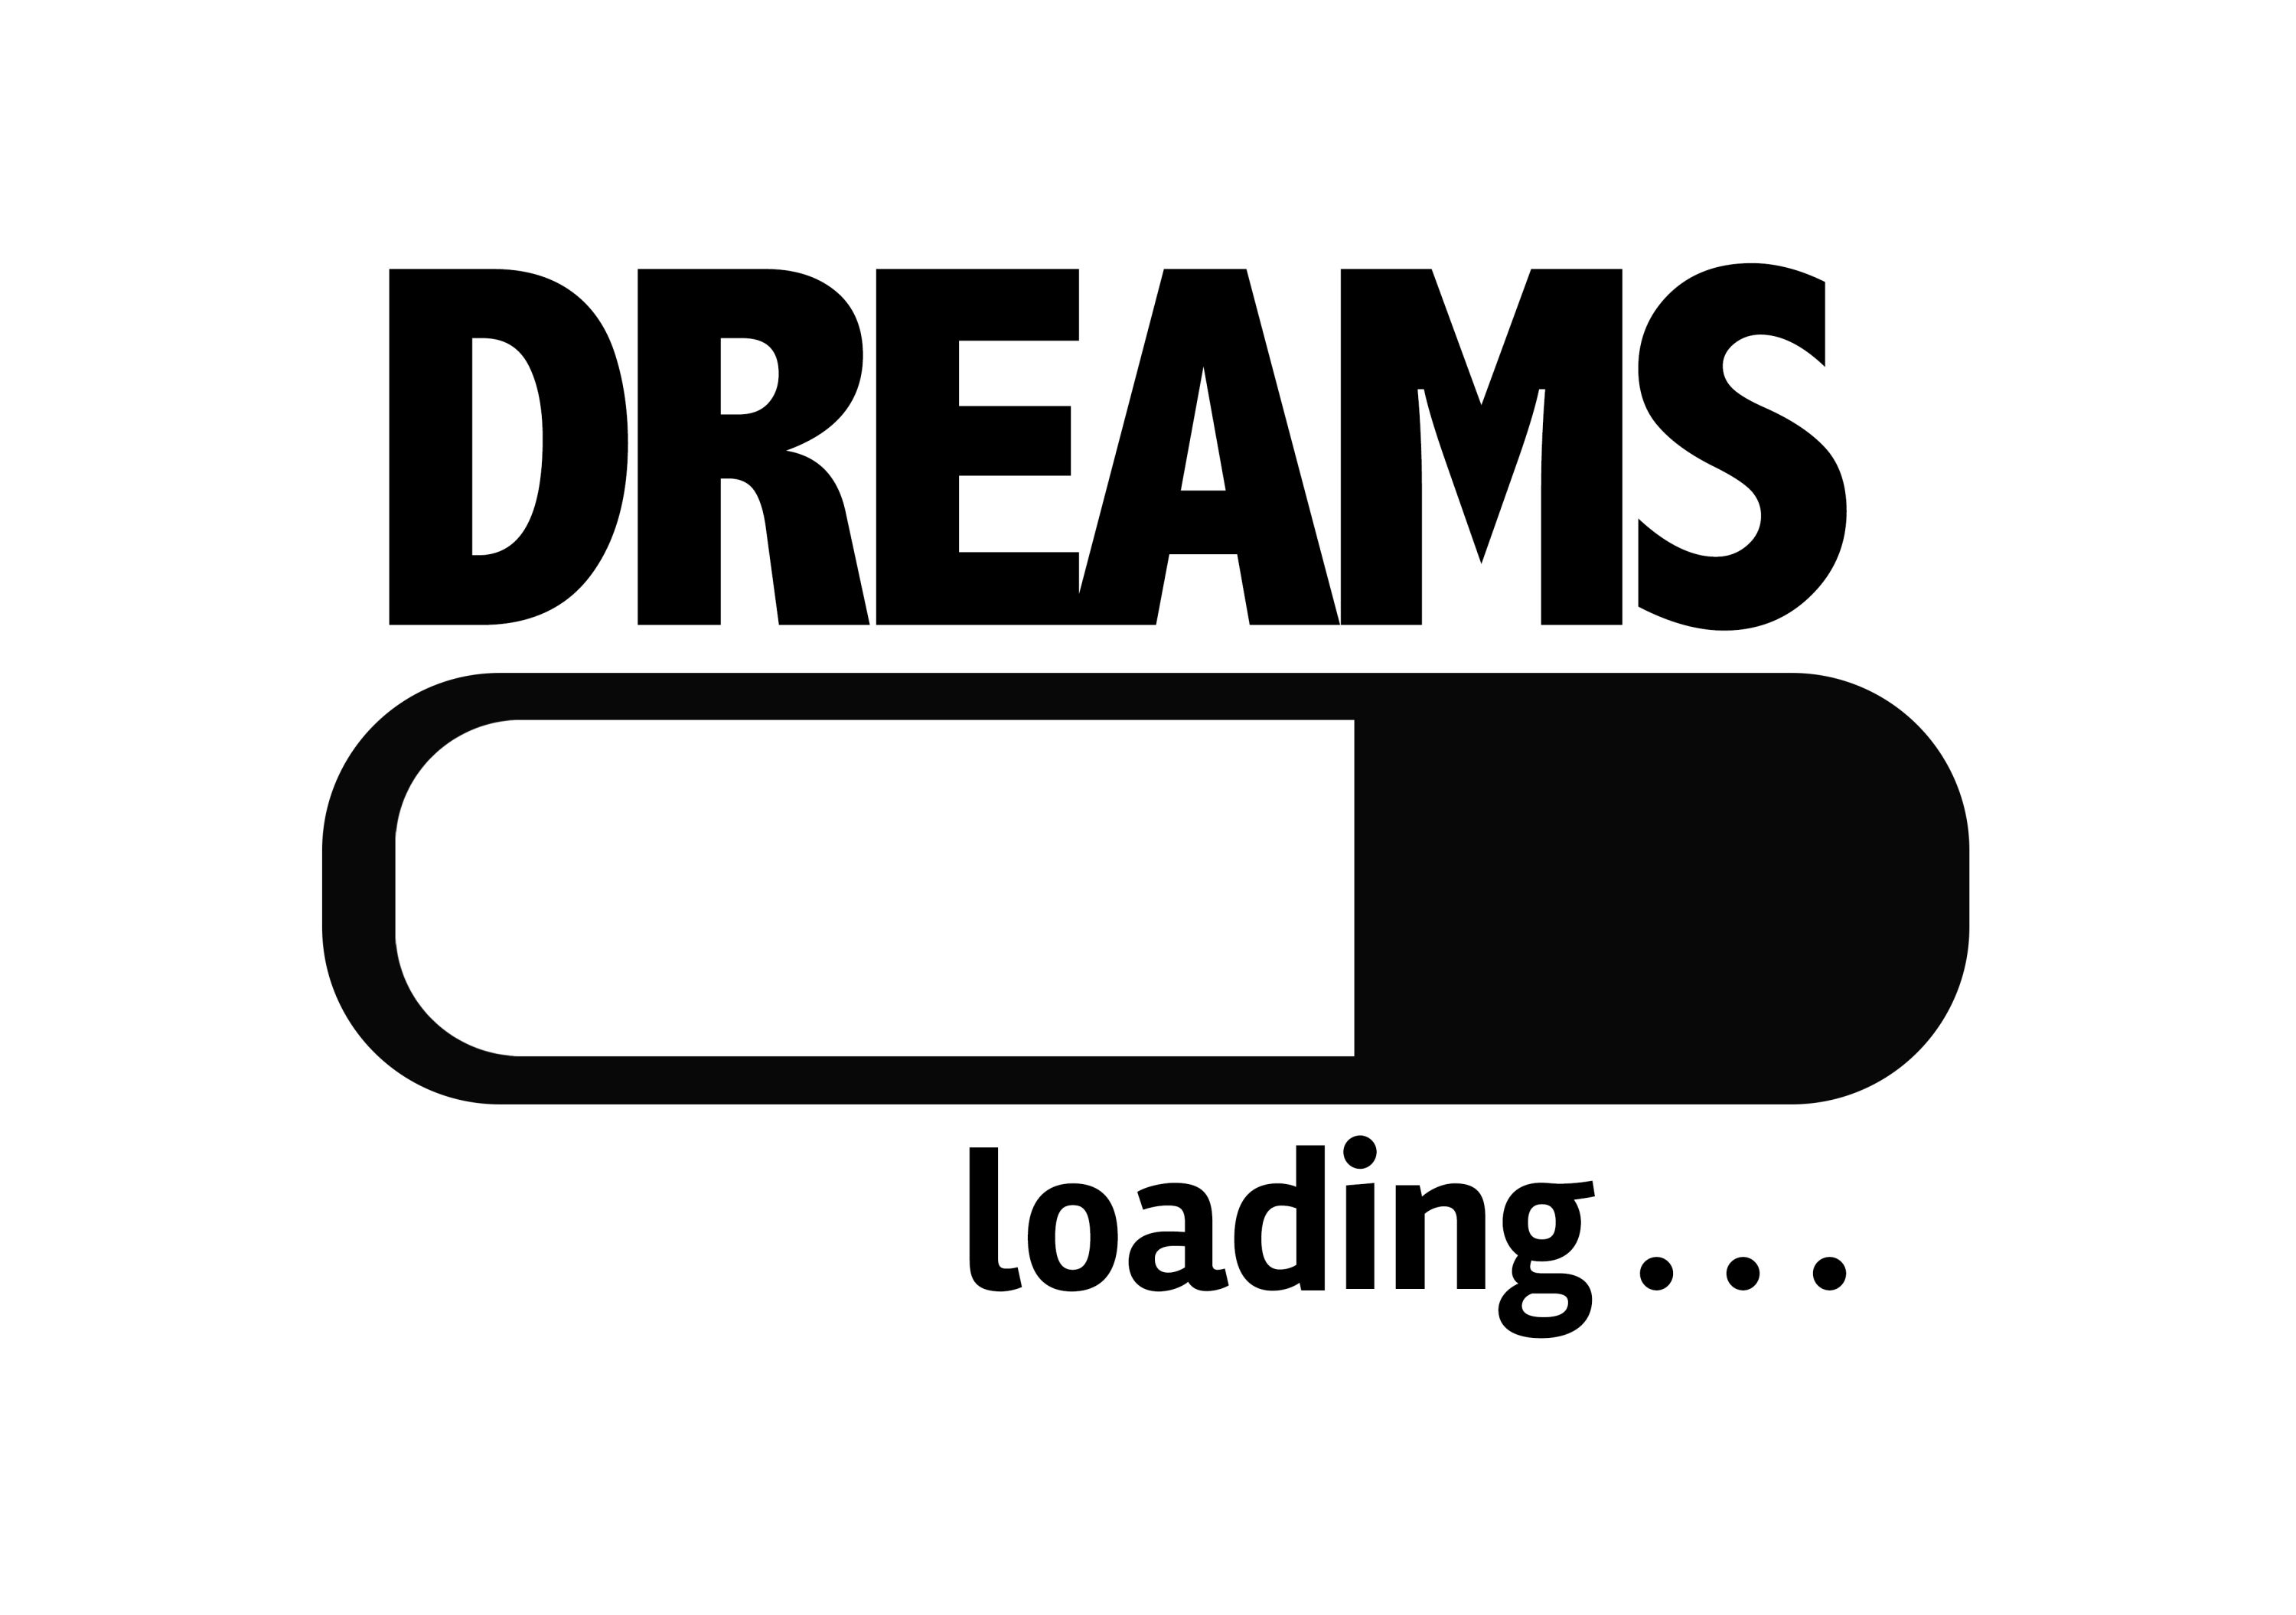 DREAMS
loading . . .